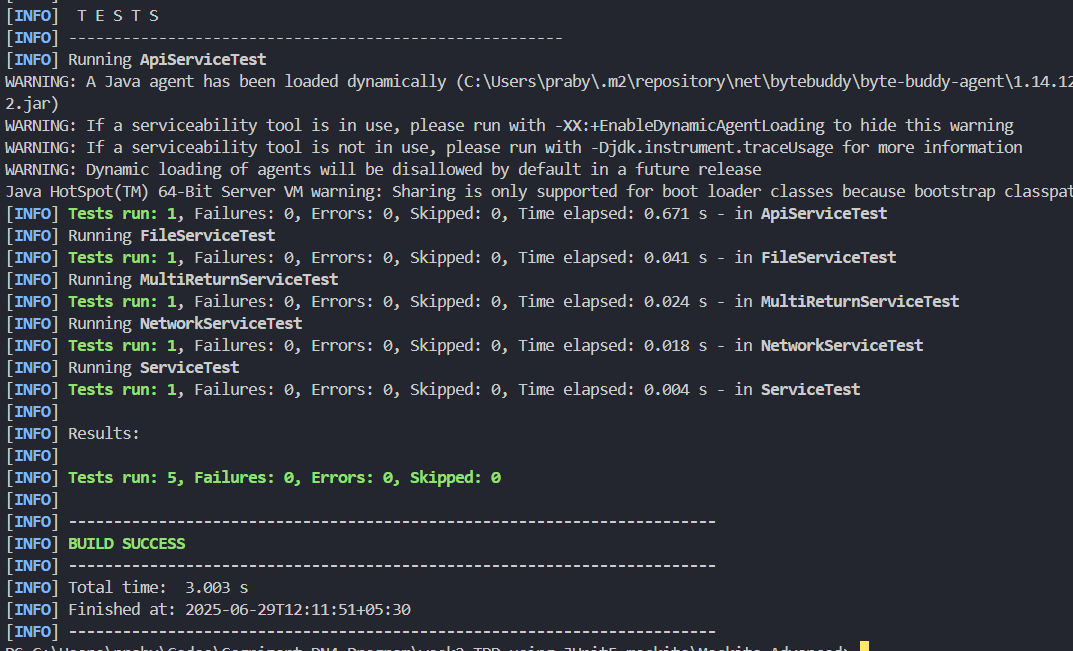 [INFO]  T E S T S
[INFO] -------------------------------------------------------
[INFO] Running ApiServiceTest
WARNING: A Java agent has been loaded dynamically (C:\Users\praby\.m2\repository\net\bytebuddy\byte-buddy-agent\1.14.12
2.jar)
WARNING: If a serviceability tool is in use, please run with -XX:+EnableDynamicAgentLoading to hide this warning
WARNING: If a serviceability tool is not in use, please run with -Djdk.instrument.traceUsage for more information
WARNING: Dynamic loading of agents will be disallowed by default in a future release
Java HotSpot(TM) 64-Bit Server VM warning: Sharing is only supported for boot loader classes because bootstrap classpat
[INFO] Tests run: 1, Failures: 0, Errors: 0, Skipped: 0, Time elapsed: 0.671 s - in ApiServiceTest
[INFO] Running FileServiceTest
[INFO] Tests run: 1, Failures: 0, Errors: 0, Skipped: 0, Time elapsed: 0.041 s - in FileServiceTest
[INFO] Running MultiReturnServiceTest
[INFO] Tests run: 1, Failures: 0, Errors: 0, Skipped: 0, Time elapsed: 0.024 s - in MultiReturnServiceTest
[INFO] Running NetworkServiceTest
[INFO] Tests run: 1, Failures: 0, Errors: 0, Skipped: 0, Time elapsed: 0.018 s - in NetworkServiceTest
[INFO] Running ServiceTest
[INFO] Tests run: 1, Failures: 0, Errors: 0, Skipped: 0, Time elapsed: 0.004 s - in ServiceTest
[INFO]
[INFO] Results:
[INFO]
[INFO] Tests run: 5, Failures: 0, Errors: 0, Skipped: 0
[INFO]
[INFO] ------------------------------------------------------------------------
[INFO] BUILD SUCCESS
[INFO] ------------------------------------------------------------------------
[INFO] Total time:  3.003 s
[INFO] Finished at: 2025-06-29T12:11:51+05:30
[INFO] ------------------------------------------------------------------------